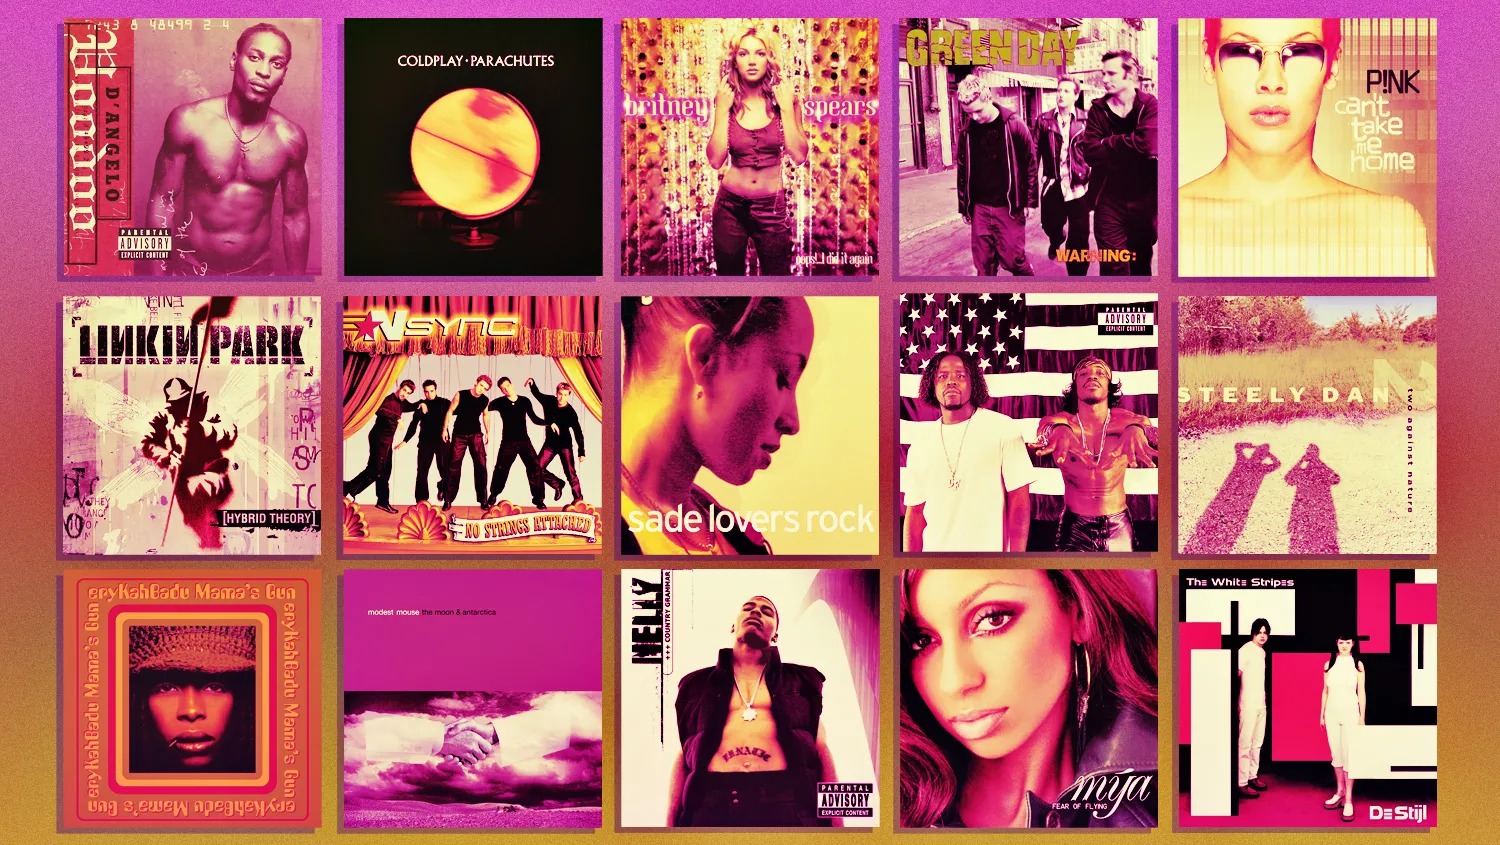 D'ANGELO
PARENTAL
ADVISORY
EXPLICIT CONTENT
COLDPLAY·PARACHUTES
britney spears
oops!...i did it again
GREEN DAY
WARNING:
P!NK
can't
take
me
home
LINKIN PARK
[HYBRID THEORY]
*NSYNC
NO STRINGS ATTACHED
sade lovers rock
PARENTAL
ADVISORY
EXPLICIT CONTENT
STEELY DAN
two against nature
erykahBadu Mama's Gun
erykahBadu Mama's Gun
erykahBadu Mama's Gun
erykahBadu Mama's Gun
modest mouse the moon & antarctica
NELLY
+++ COUNTRY GRAMMAR
PARENTAL
ADVISORY
EXPLICIT CONTENT
mýa
FEAR OF FLYING
The White Stripes
De Stijl